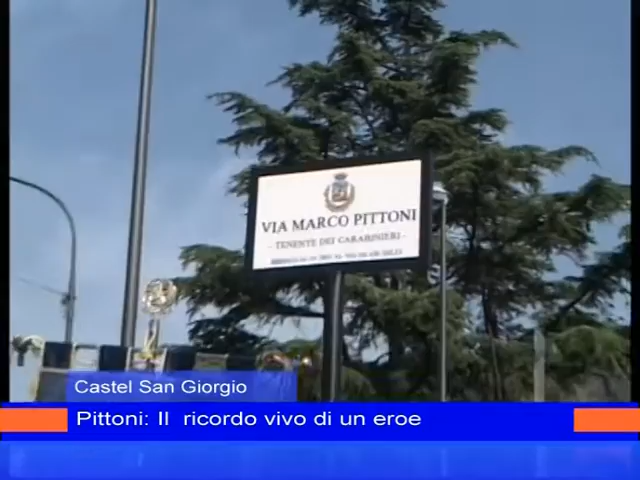 VIA MARCO PITTONI
- TENENTE DEI CARABINIERI -
Castel San Giorgio
Pittoni: Il ricordo vivo di un eroe